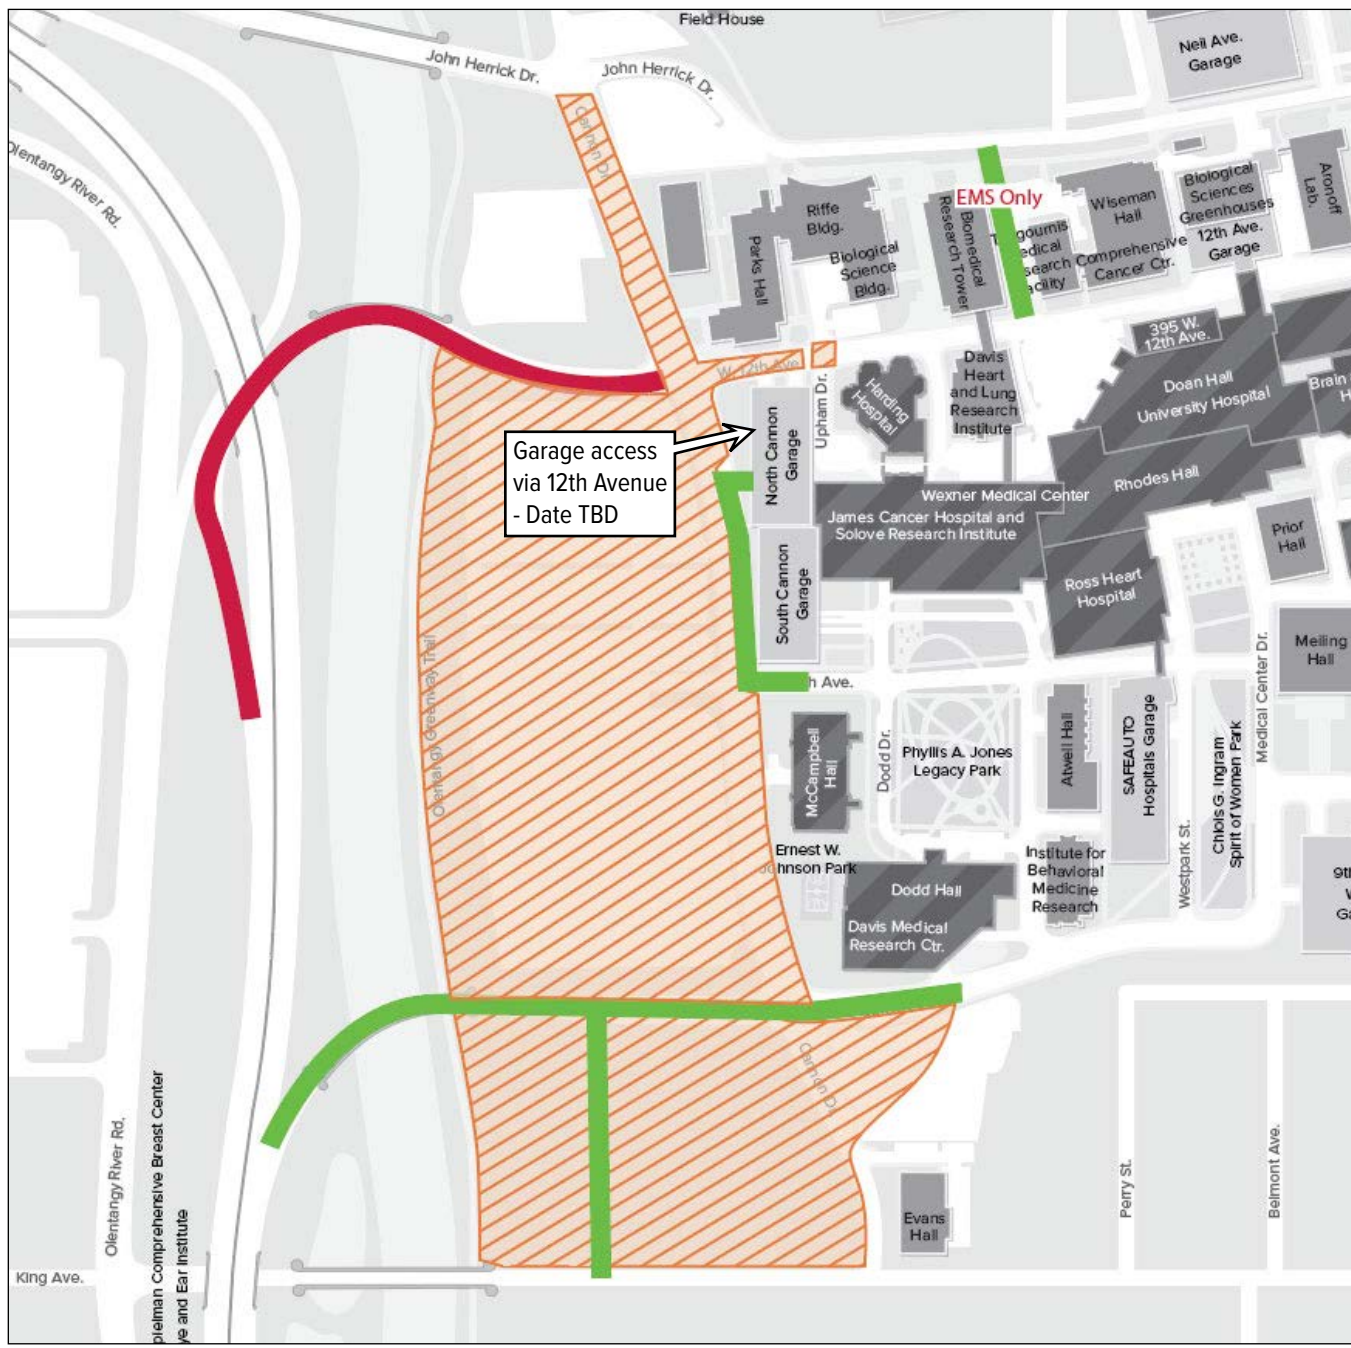 Field House
Neil Ave.
Garage
John Herrick Dr.
John Herrick Dr.
Cannon Dr.
Olentangy River Rd.
EMS Only
Riffe
Bldg.
Parks Hall
Biological
Science
Bldg.
Biomedical
Research Tower
Medical
Research
Facility
Wiseman
Hall
Comprehensive
Cancer Ctr.
Biological
Sciences
Greenhouses
12th Ave.
Garage
Aronoff
Lab.
395 W.
12th Ave.
W. 12th Ave.
Upham Dr.
Harding
Hospital
Davis
Heart
and Lung
Research
Institute
Doan Hall
University Hospital
Brain
Rhodes Hall
Garage access
via 12th Avenue
- Date TBD
North Cannon
Garage
Wexner Medical Center
James Cancer Hospital and
Solove Research Institute
Prior
Hall
Ross Heart
Hospital
South Cannon
Garage
Olentangy Greenway Trail
h Ave.
Meiling
Hall
Medical Center Dr.
McCampbell
Hall
Dodd Dr.
Phyllis A. Jones
Legacy Park
Atwell Hall
SAFEAUTO
Hospitals Garage
Chlois G. Ingram
Spirit of Women Park
Westpark St.
Ernest W.
Johnson Park
Institute for
Behavioral
Medicine
Research
Dodd Hall
Davis Medical
Research Ctr.
9th
Cannon Dr.
Olentangy River Rd.
pielman Comprehensive Breast Center
ye and Ear Institute
Perry St.
Belmont Ave.
Evans
Hall
King Ave.